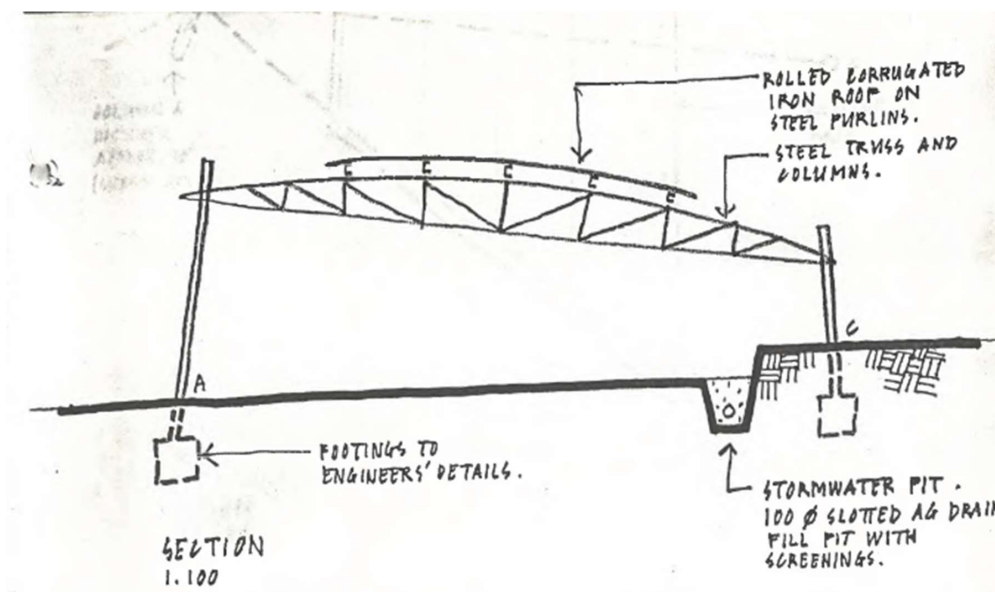 ROLLED CORRUGATED
IRON ROOF ON
STEEL PURLINS.
STEEL TRUSS AND
COLUMNS.
C
A
FOOTINGS TO
ENGINEERS' DETAILS.
STORMWATER PIT.
100 Ø SLOTTED AG DRAIN
FILL PIT WITH
SCREENINGS.
SECTION
1.100